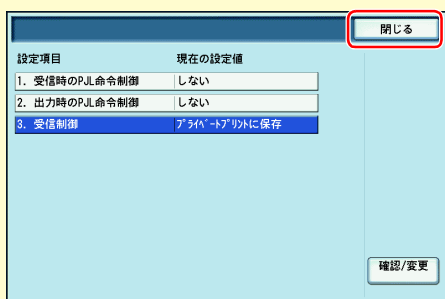 閉じる
設定項目 現在の設定値
1. 受信時のPJL命令制御 しない
2. 出力時のPJL命令制御 しない
3. 受信制御 ﾌﾟﾗｲﾍﾞｰﾄﾌﾟﾘﾝﾄに保存
確認/変更